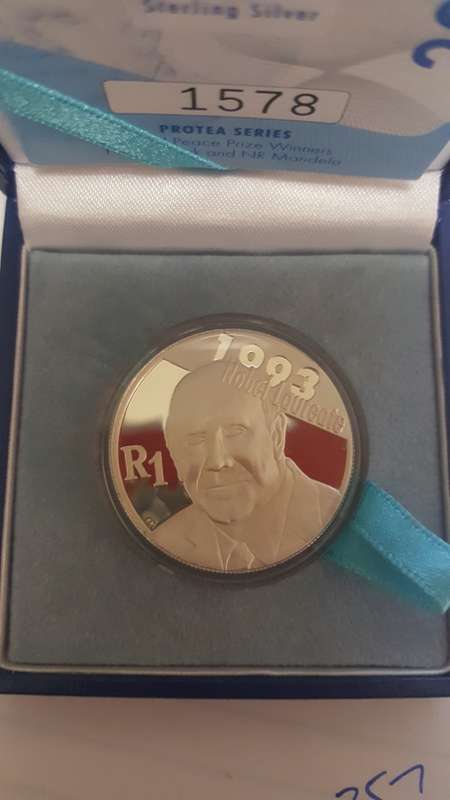 Sterling Silver
1578
PROTEA SERIES
Peace Prize Winners
and NR Mandela
1993
Nobel Laureate
R1